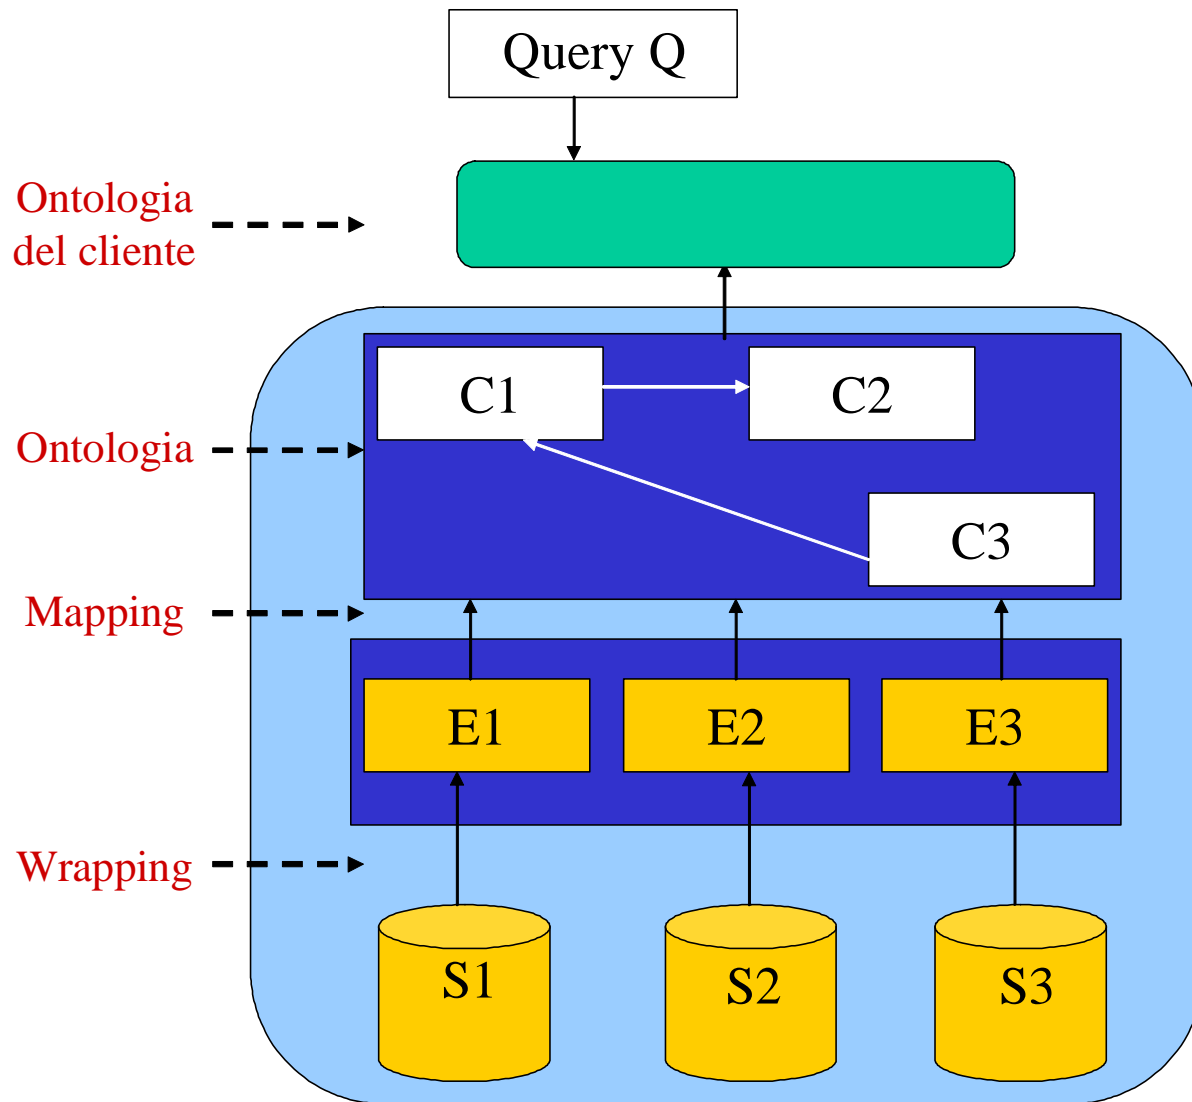 Query Q
Ontologia
del cliente
C1
C2
Ontologia
C3
Mapping
E1
E2
E3
Wrapping
S1
S2
S3